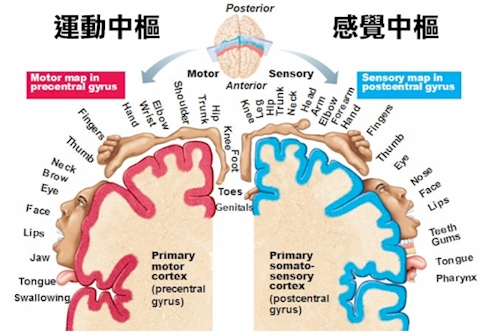 Posterior
運動中樞
感覺中樞
Motor
Sensory
Anterior
Motor map in
precentral gyrus
Sensory map in
postcentral gyrus
Fingers
Hand
Wrist
Elbow
Shoulder
Trunk
Hip
Knee
Knee
Leg
Hip
Trunk
Neck
Head
Arm
Elbow
Forearm
Hand
Fingers
Thumb
Neck
Brow
Eye
Face
Lips
Jaw
Tongue
Swallowing
Foot
Toes
Genitals
Thumb
Eye
Nose
Face
Lips
Teeth
Gums
Tongue
Pharynx
Primary
motor
cortex
(precentral
gyrus)
Primary
somato-
sensory
cortex
(postcentral
gyrus)